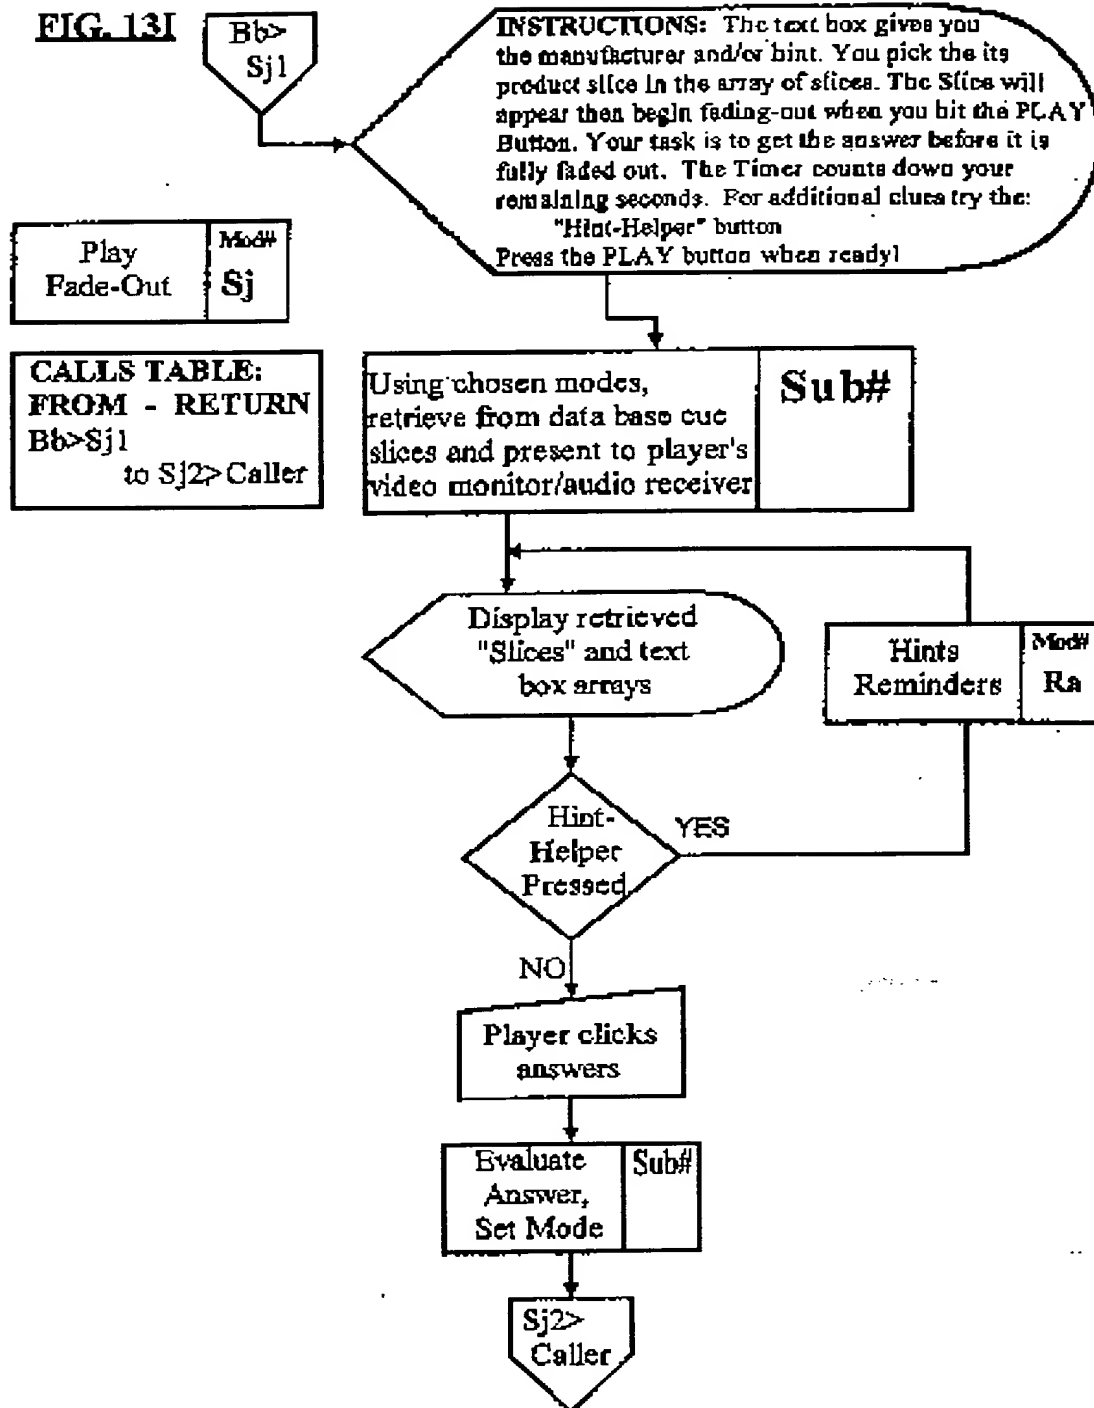 FIG. 13I
Bb>
Sj1
INSTRUCTIONS: The text box gives you
the manufacturer and/or hint. You pick the its
product slice in the array of slices. The Slice will
appear then begin fading-out when you hit the PLAY
Button. Your task is to get the answer before it is
fully faded out. The Timer counts down your
remaining seconds. For additional clues try the:
"Hint-Helper" button
Press the PLAY button when ready!
Play
Fade-Out
Mod#
Sj
CALLS TABLE:
FROM - RETURN
Bb>Sj1
to Sj2>Caller
Using chosen modes,
retrieve from data base cue
slices and present to player's
video monitor/audio receiver
Sub#
Display retrieved
"Slices" and text
box arrays
Hints
Reminders
Mod#
Ra
Hint-
Helper
Pressed
YES
NO
Player clicks
answers
Evaluate
Answer,
Set Mode
Sub#
Sj2>
Caller